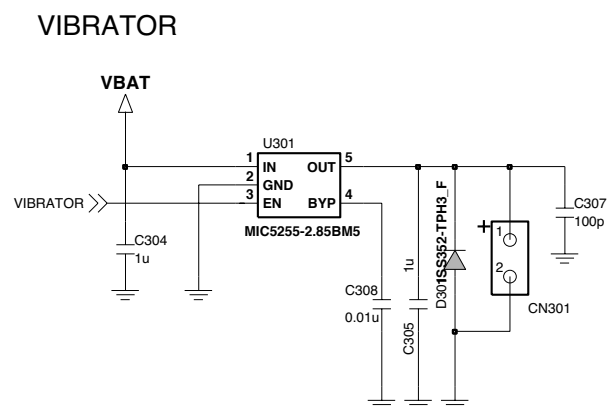 VIBRATOR
VBAT
U301
1 IN OUT 5
2 GND
3 EN BYP 4
VIBRATOR
MIC5255-2.85BM5
C304
1u
C308
0.01u
1u
C305
D301
1SS352-TPH3_F
+
1
2
CN301
C307
100p